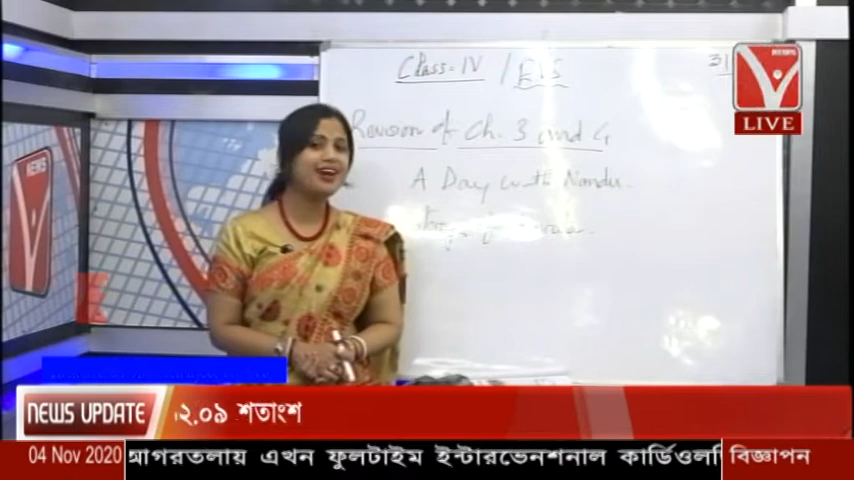 Class - IV / EVS
31
LIVE
Revision of Ch. 3 and 4
A Day with Nandu.
NEWS
NEWS UPDATE
২.০৯ শতাংশ
04 Nov 2020
আগরতলায় এখন ফুলটাইম ইন্টারভেনশনাল
বিজ্ঞাপন